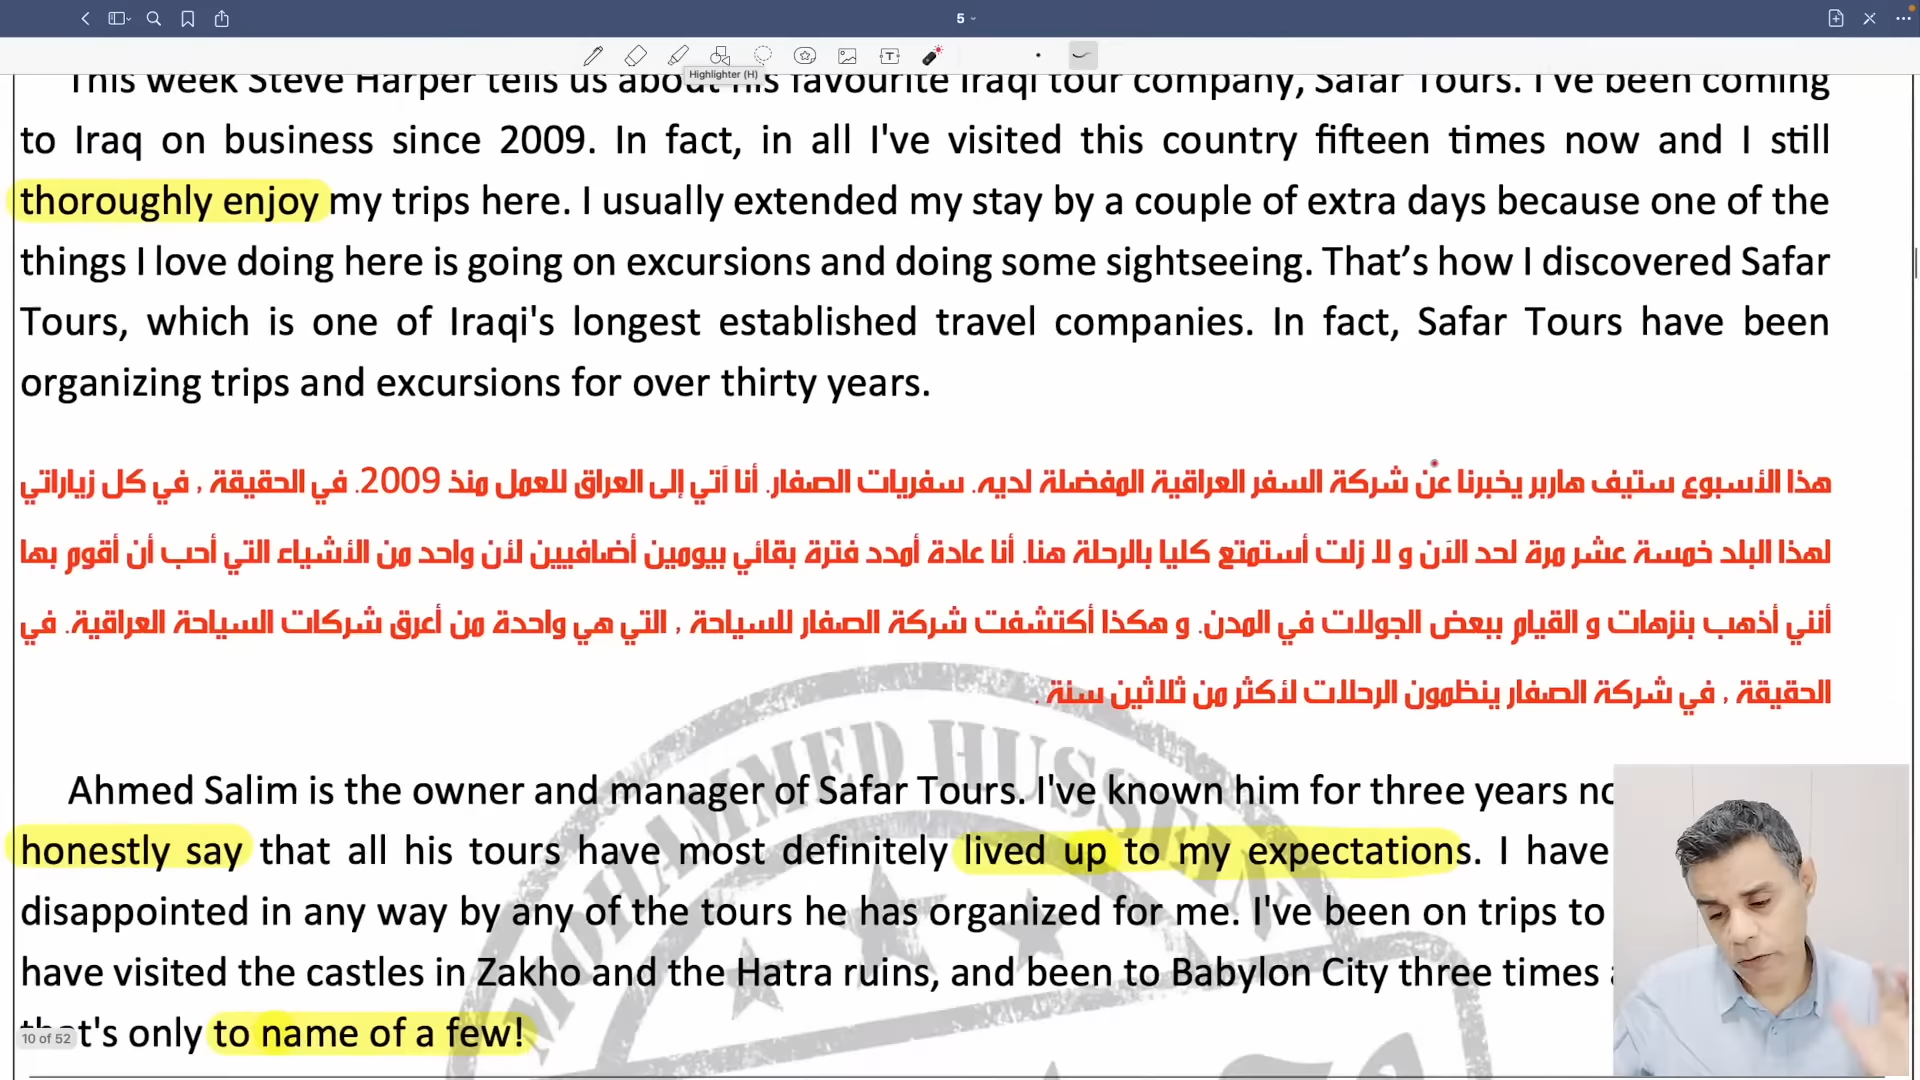 5
Highlighter (H)
This week Steve Harper tells us about his favourite Iraqi tour company, Safar Tours. I've been coming
to Iraq on business since 2009. In fact, in all I've visited this country fifteen times now and I still
thoroughly enjoy my trips here. I usually extended my stay by a couple of extra days because one of the
things I love doing here is going on excursions and doing some sightseeing. That’s how I discovered Safar
Tours, which is one of Iraqi's longest established travel companies. In fact, Safar Tours have been
organizing trips and excursions for over thirty years.
هذا الأسبوع ستيف هاربر يخبرنا عن شركة السفر العراقية المفضلة لديه. سفريات الصفار. أنا آتي إلى العراق للعمل منذ 2009. في الحقيقة , في كل زياراتي
لهذا البلد خمسة عشر مرة لحد الآن و لا زلت أستمتع كليا بالرحلة هنا. أنا عادة أمدد فترة بقائي بيومين أضافيين لأن واحد من الأشياء التي أحب أن أقوم بها
أنني أذهب بنزهات و القيام ببعض الجولات في المدن. و هكذا أكتشفت شركة الصفار للسياحة , التي هي واحدة من أعرق شركات السياحة العراقية. في
الحقيقة , في شركة الصفار ينظمون الرحلات لأكثر من ثلاثين سنة .
Ahmed Salim is the owner and manager of Safar Tours. I've known him for three years
honestly say that all his tours have most definitely lived up to my expectations. I have
disappointed in any way by any of the tours he has organized for me. I've been on trips to
have visited the castles in Zakho and the Hatra ruins, and been to Babylon City three times
that's only to name of a few!
10 of 52
MOHAMMED HUSSEIN